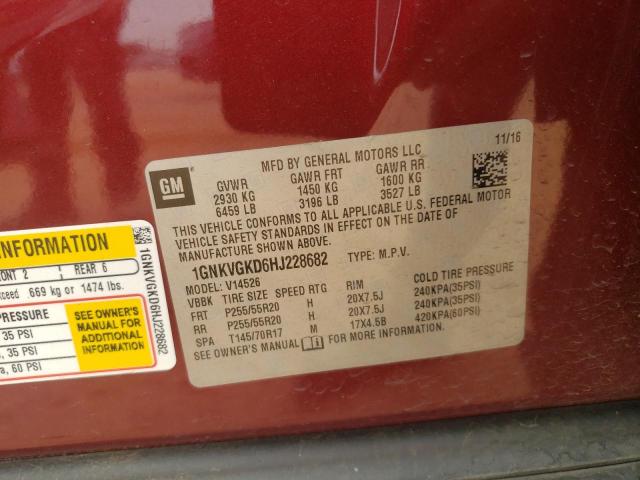 MFD BY GENERAL MOTORS LLC
11/16
GM
GVWR GAWR FRT GAWR RR
2930 KG 1450 KG 1600 KG
6459 LB 3196 LB 3527 LB
THIS VEHICLE CONFORMS TO ALL APPLICABLE U.S. FEDERAL MOTOR
VEHICLE SAFETY STANDARDS IN EFFECT ON THE DATE OF
MANUFACTURE SHOWN ABOVE.
1GNKVGKD6HJ228682 TYPE: M.P.V.
MODEL: V14526
VBBK TIRE SIZE SPEED RTG RIM COLD TIRE PRESSURE
FRT P255/55R20 H 20X7.5J 240KPA(35PSI)
RR P255/55R20 H 20X7.5J 240KPA(35PSI)
SPA T145/70R17 M 17X4.5B 420KPA(60PSI)
SEE OWNER'S MANUAL FOR MORE INFORMATION.
INFORMATION
ONT 2 REAR 6
xceed 669 kg or 1474 lbs.
PRESSURE
35 PSI
, 35 PSI
a, 60 PSI
SEE OWNER'S
MANUAL FOR
ADDITIONAL
INFORMATION
1GNKVGKD6HJ228682